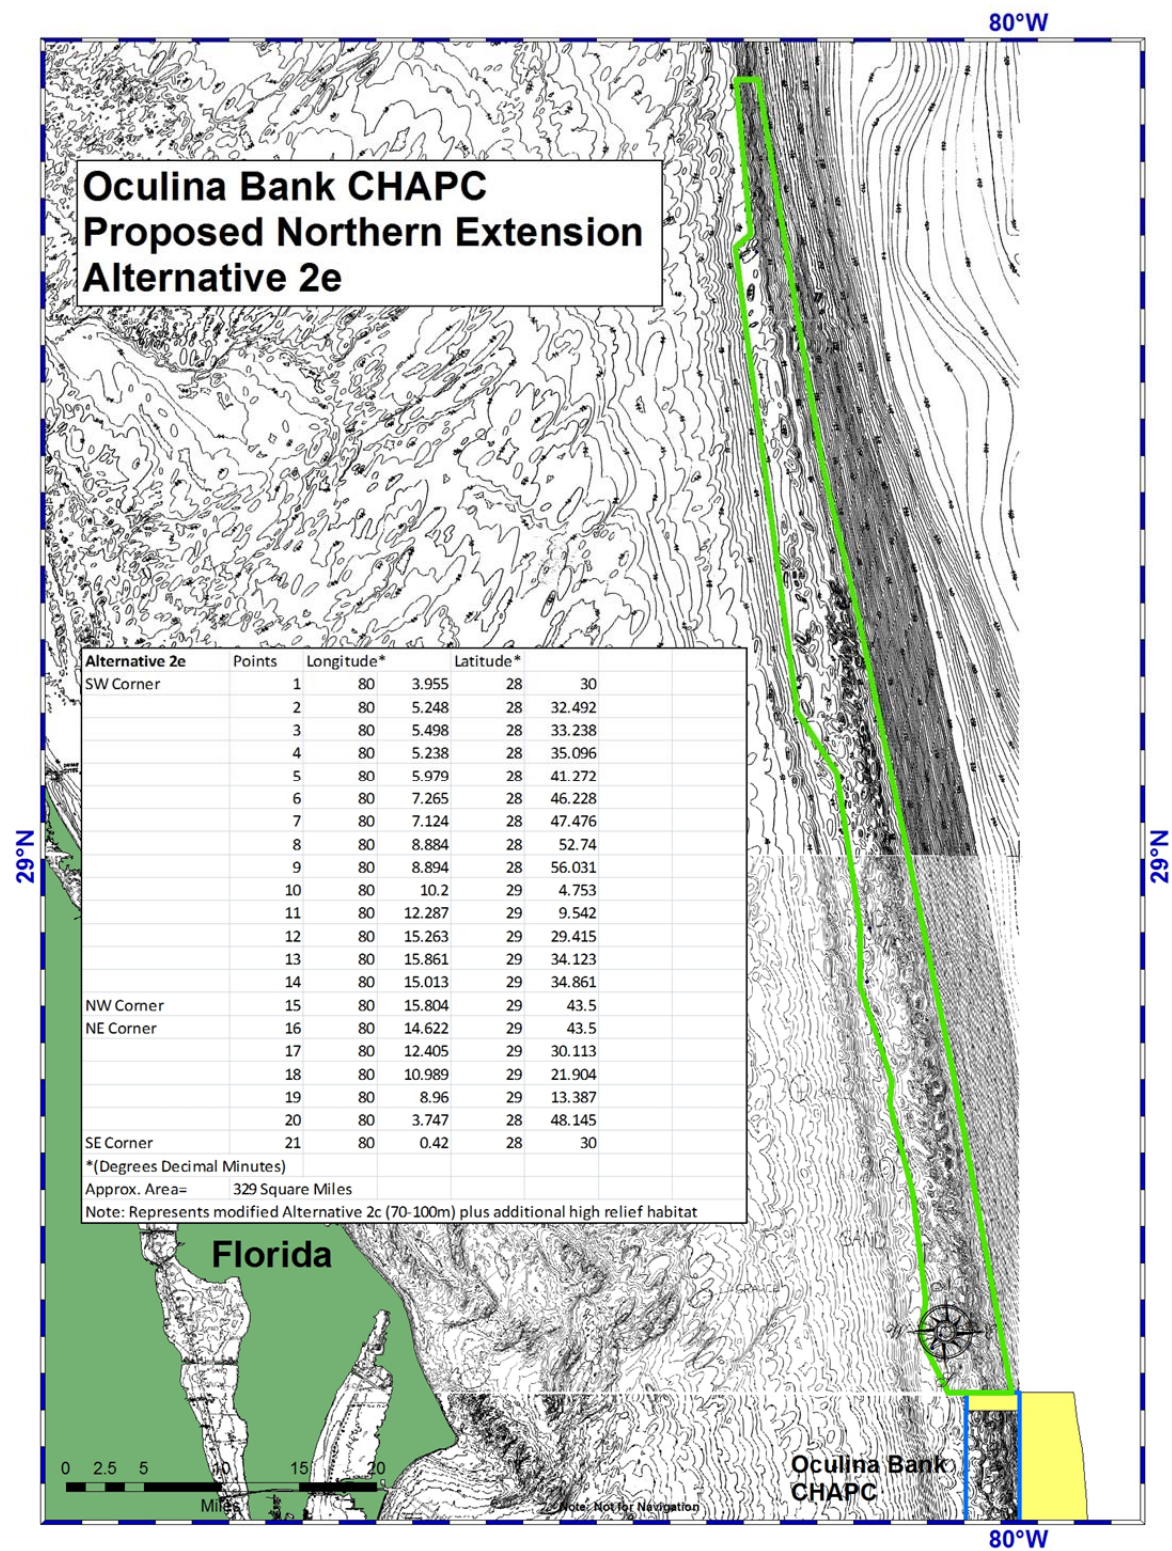 80°W
Oculina Bank CHAPC
Proposed Northern Extension
Alternative 2e
Alternative 2e Points Longitude* Latitude*
SW Corner 1 80 3.955 28 30
2 80 5.248 28 32.492
3 80 5.498 28 33.238
4 80 5.238 28 35.096
5 80 5.979 28 41.272
6 80 7.265 28 46.228
7 80 7.124 28 47.476
8 80 8.884 28 52.74
9 80 8.894 28 56.031
10 80 10.2 29 4.753
11 80 12.287 29 9.542
12 80 15.263 29 29.415
13 80 15.861 29 34.123
14 80 15.013 29 34.861
NW Corner 15 80 15.804 29 43.5
NE Corner 16 80 14.622 29 43.5
17 80 12.405 29 30.113
18 80 10.989 29 21.904
19 80 8.96 29 13.387
20 80 3.747 28 48.145
SE Corner 21 80 0.42 28 30
*(Degrees Decimal Minutes)
Approx. Area= 329 Square Miles
Note: Represents modified Alternative 2c (70-100m) plus additional high relief habitat
29°N
29°N
Florida
SAND
0 2.5 5 10 15 20
Miles
Oculina Bank
CHAPC
Note: Not for Navigation
80°W